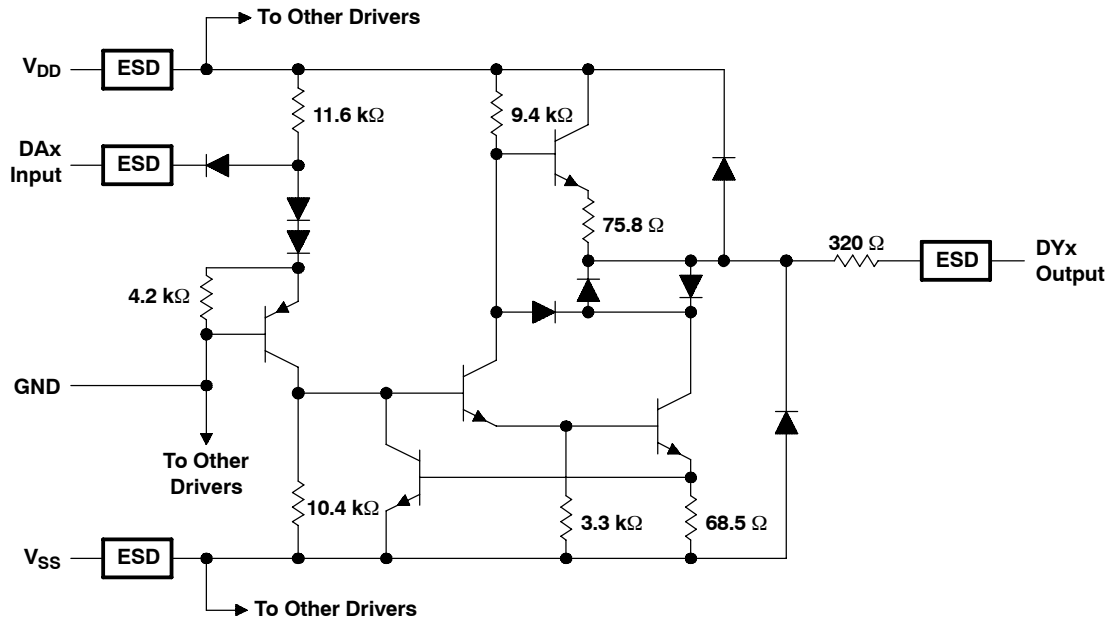 To Other Drivers
VDD
ESD
11.6 kΩ
9.4 kΩ
DAx
Input
ESD
75.8 Ω
320 Ω
ESD
DYx
Output
4.2 kΩ
GND
To Other
Drivers
10.4 kΩ
3.3 kΩ
68.5 Ω
VSS
ESD
To Other Drivers